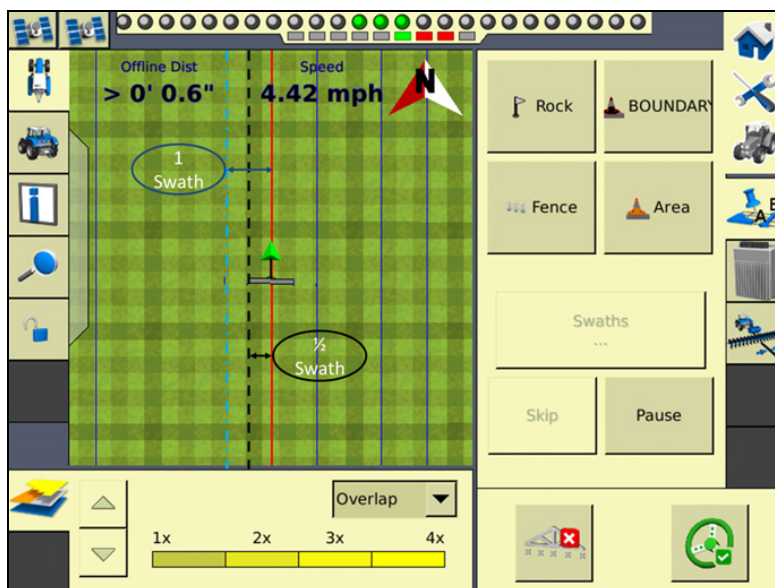 Offline Dist
Speed
> 0' 0.6"
4.42 mph
N
1
Swath
½
Swath
Rock
BOUNDARY
Fence
Area
A B
Swaths
...
Skip
Pause
Overlap
1x 2x 3x 4x